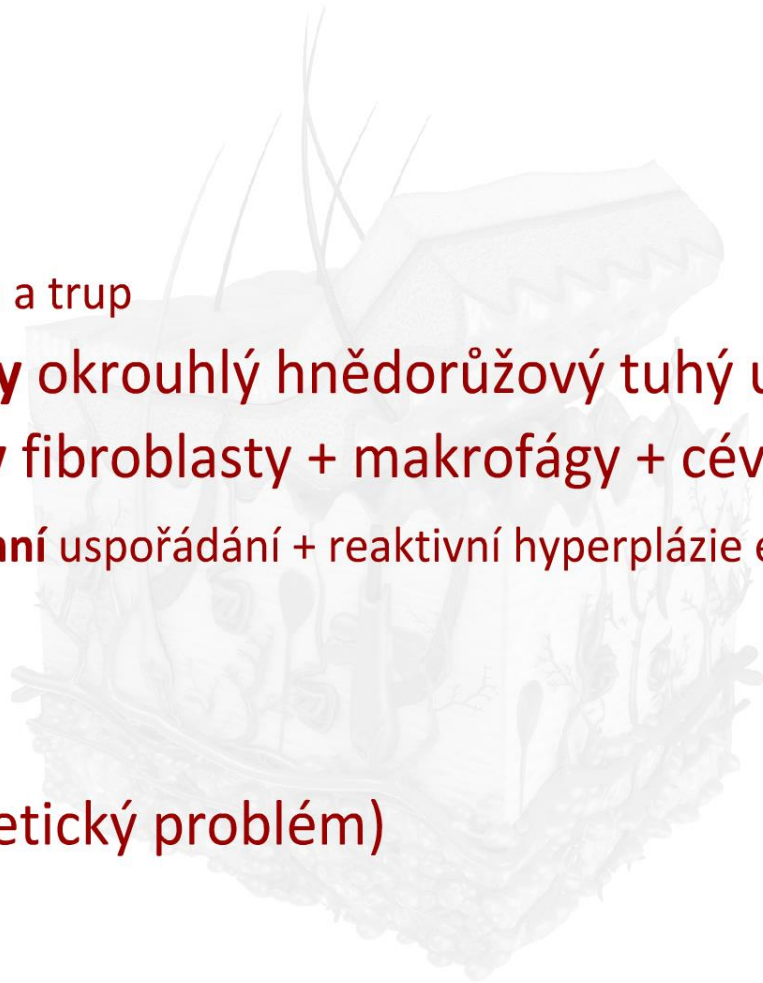 a trup
y okrouhlý hnědorůžový tuhý u
fibroblasty + makrofágy + cév
ní uspořádání + reaktivní hyperplázie e
etický problém)